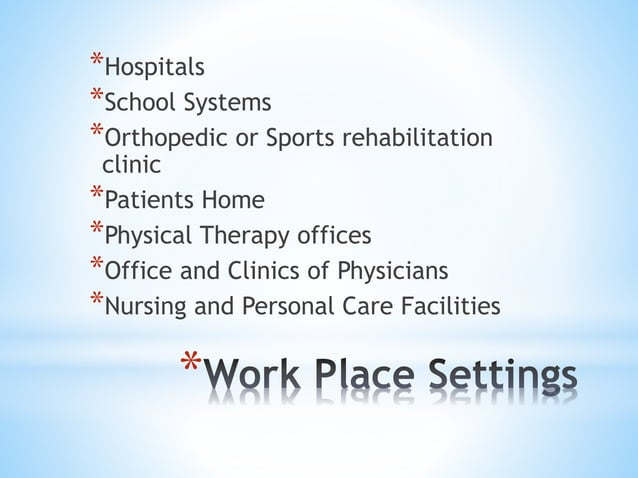 *Hospitals
*School Systems
*Orthopedic or Sports rehabilitation
clinic
*Patients Home
*Physical Therapy offices
*Office and Clinics of Physicians
*Nursing and Personal Care Facilities
*Work Place Settings